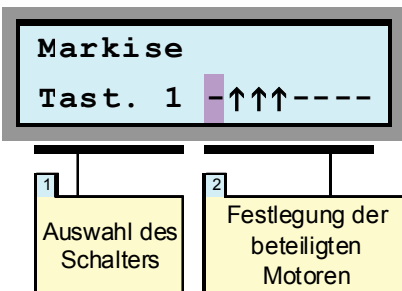 Markise
Tast. 1 -↑↑↑----
1
Auswahl des
Schalters
2
Festlegung der
beteiligten
Motoren